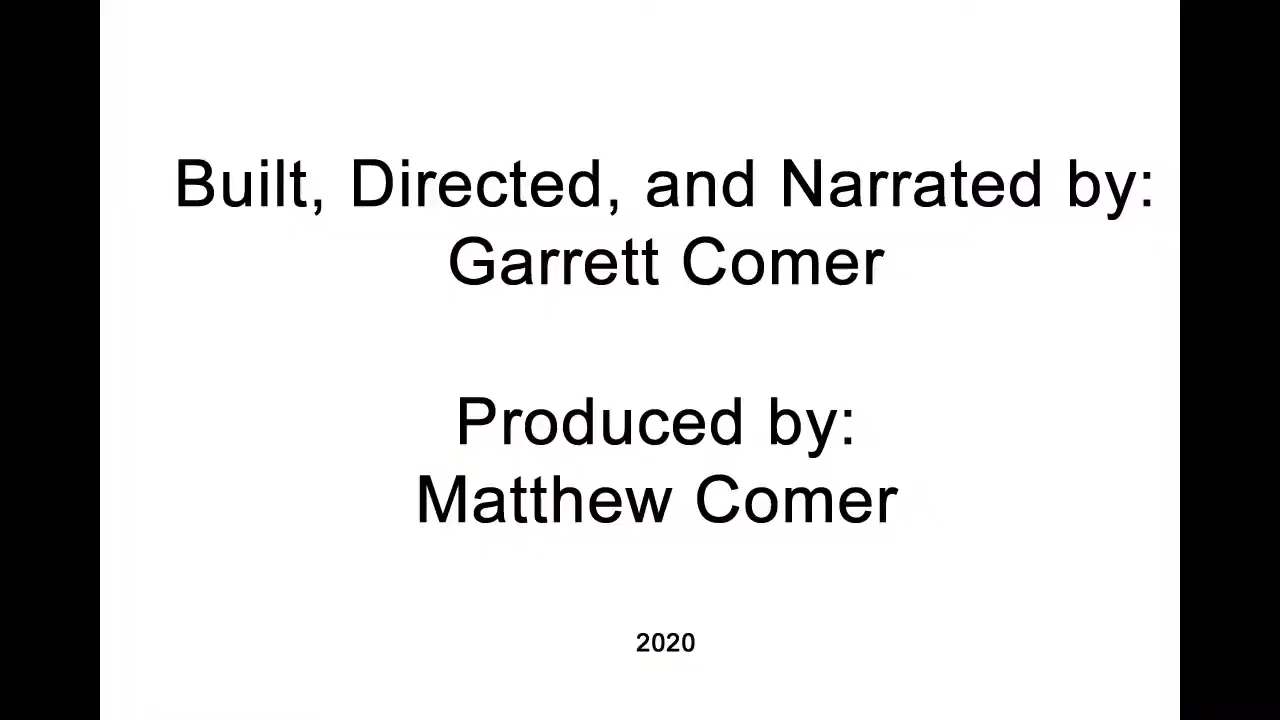 Built, Directed, and Narrated by:
Garrett Comer
Produced by:
Matthew Comer
2020